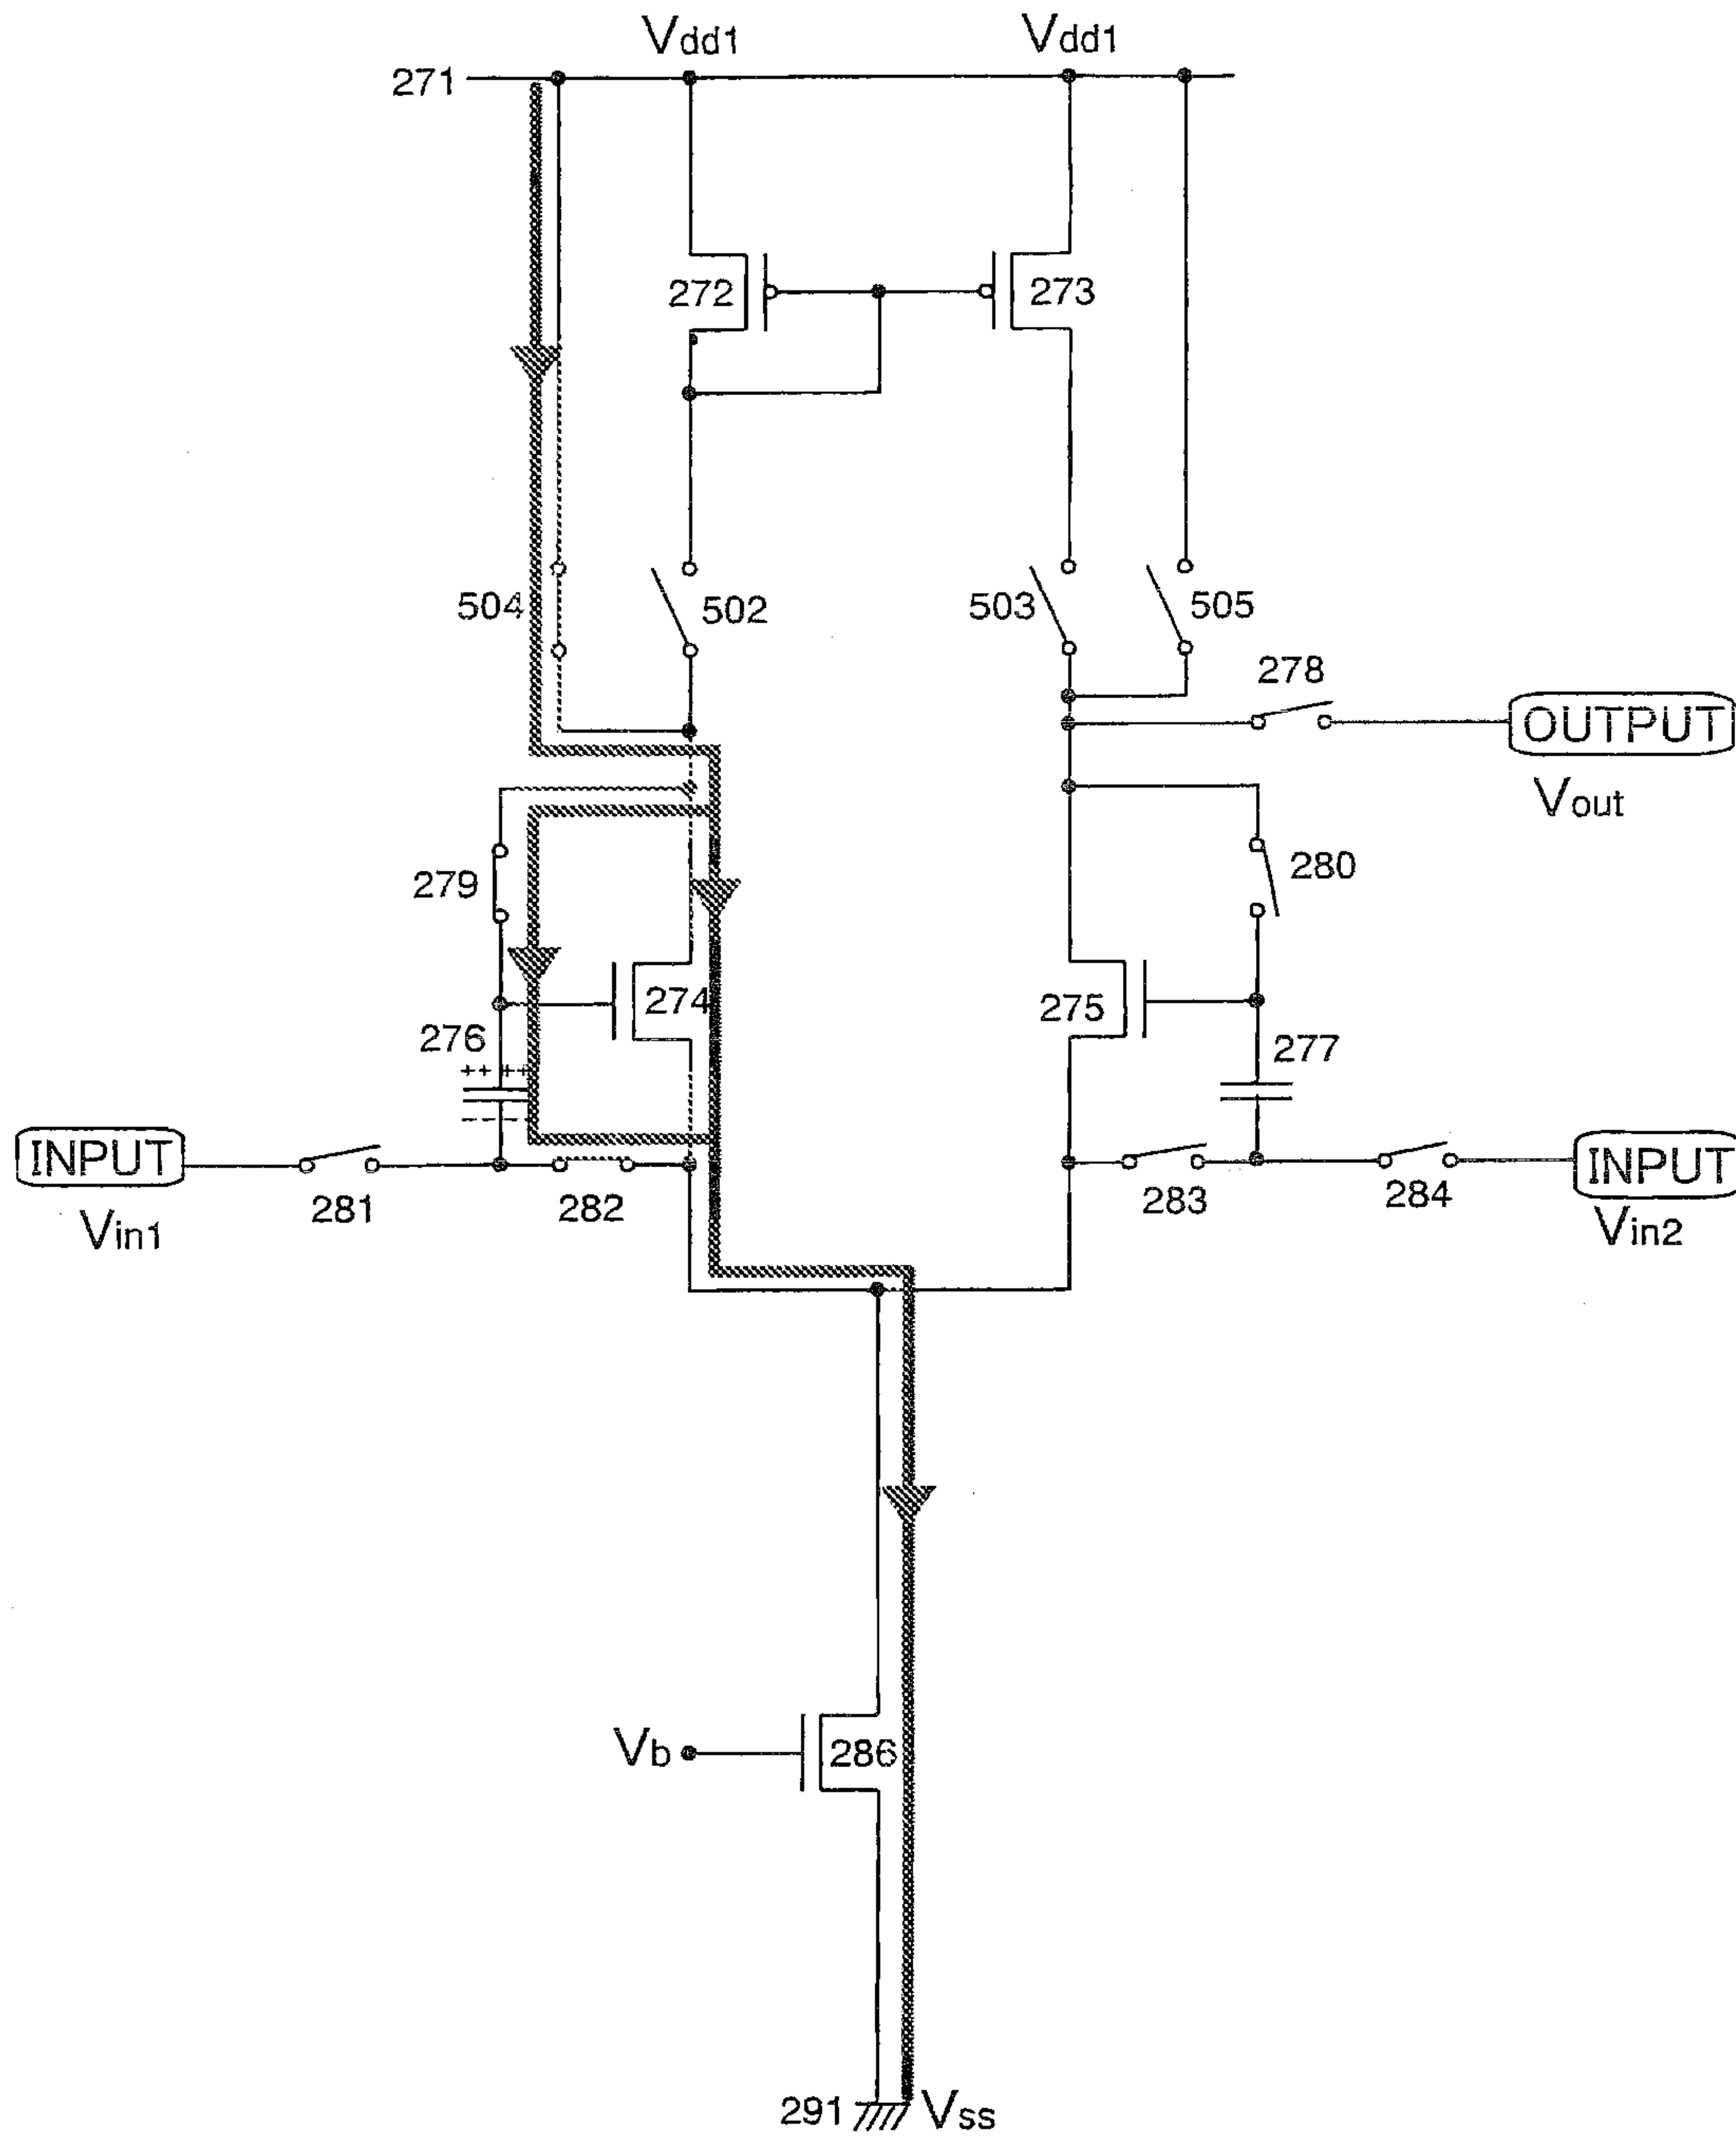 Vdd1
Vdd1
271
272
273
504
502
503
505
278
OUTPUT
Vout
279
280
274
275
276
277
++ ++
INPUT
Vin1
281
282
283
284
INPUT
Vin2
Vb
286
291
Vss